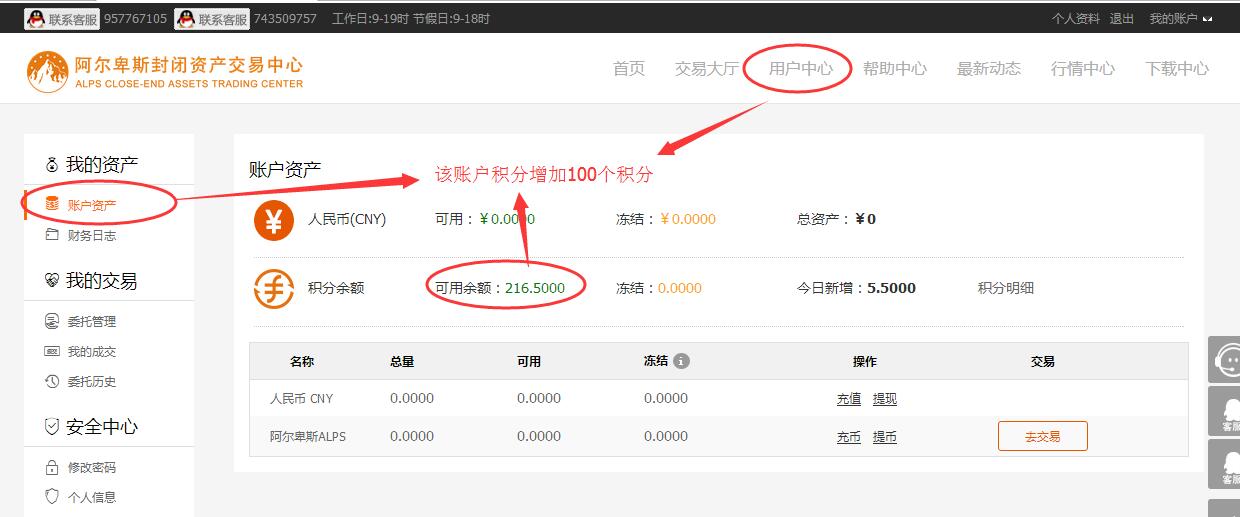 联系客服 957767105 联系客服 743509757 工作日:9-19时 节假日:9-18时 个人资料 退出 我的账户
阿尔卑斯封闭资产交易中心
ALPS CLOSE-END ASSETS TRADING CENTER
首页 交易大厅 用户中心 帮助中心 最新动态 行情中心 下载中心
我的资产
账户资产
财务日志
我的交易
委托管理
我的成交
委托历史
安全中心
修改密码
个人信息
账户资产
该账户积分增加100个积分
人民币(CNY) 可用：￥0.0000 冻结：￥0.0000 总资产：￥0
积分余额 可用余额：216.5000 冻结：0.0000 今日新增：5.5000 积分明细
名称 总量 可用 冻结 操作 交易
人民币 CNY 0.0000 0.0000 0.0000 充值 提现
阿尔卑斯ALPS 0.0000 0.0000 0.0000 充币 提币 去交易
客服
客服